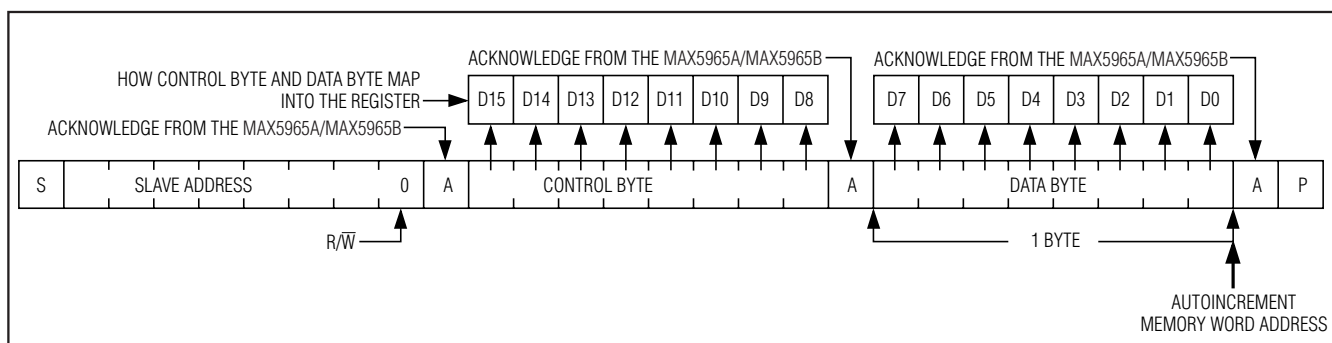 ACKNOWLEDGE FROM THE MAX5965A/MAX5965B
ACKNOWLEDGE FROM THE MAX5965A/MAX5965B
HOW CONTROL BYTE AND DATA BYTE MAP
INTO THE REGISTER
D15 D14 D13 D12 D11 D10 D9 D8
D7 D6 D5 D4 D3 D2 D1 D0
ACKNOWLEDGE FROM THE MAX5965A/MAX5965B
S SLAVE ADDRESS 0 A CONTROL BYTE A DATA BYTE A P
R/W̅
1 BYTE
AUTOINCREMENT
MEMORY WORD ADDRESS